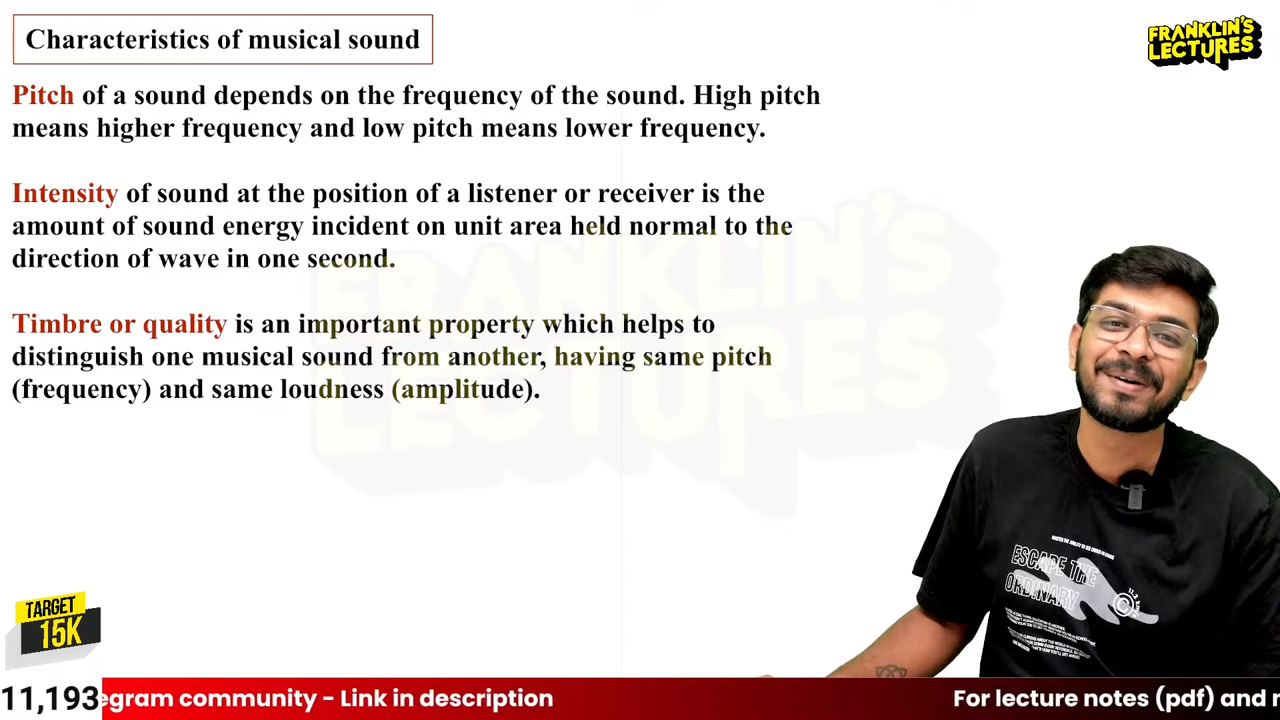 Characteristics of musical sound
FRANKLIN'S
LECTURES
Pitch of a sound depends on the frequency of the sound. High pitch
means higher frequency and low pitch means lower frequency.
Intensity of sound at the position of a listener or receiver is the
amount of sound energy incident on unit area held normal to the
direction of wave in one second.
Timbre or quality is an important property which helps to
distinguish one musical sound from another, having same pitch
(frequency) and same loudness (amplitude).
FRANKLIN'S
LECTURES
ESCAPE THE
ORDINARY
TARGET
15K
11,193
egram community - Link in description
For lecture notes (pdf) and r